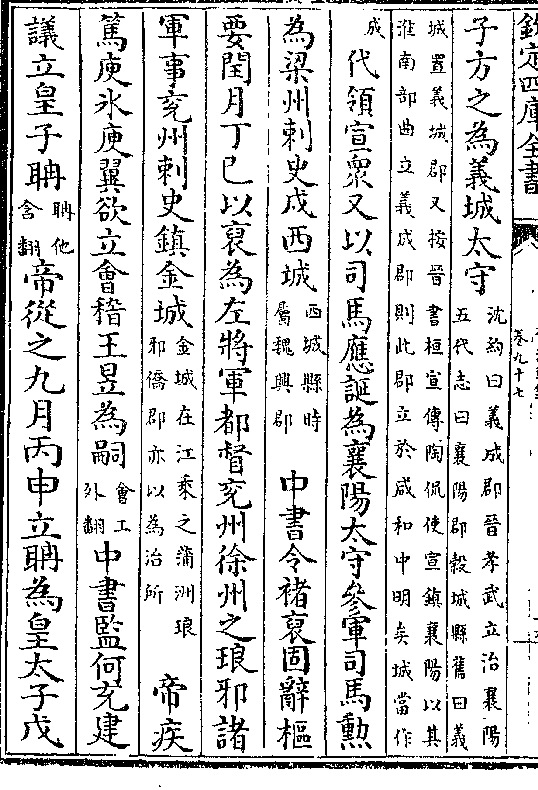 欽定四庫全書
卷九十七
子方之為義城太守沈約曰義成郡晉孝武立治襄陽五代志曰襄陽郡穀城縣舊曰義
城置義城郡又按晉書桓宣傳陶侃使宣鎮襄陽以其淮南部曲立義成郡則此郡立於咸和中明矣城當作
成代領宣衆又以司馬應誕為襄陽太守參軍司馬勲
為梁州刺史戍西城西城縣時屬魏興郡中書令褚裒固辭樞
要閏月丁巳以裒為左將軍都督兖州徐州之琅邪諸
軍事兖州刺史鎮金城金城在江乗之蒲洲琅邪僑郡亦以為治所帝疾
篤庾氷庾翼欲立會稽王昱為嗣會工外翻中書監何充建
議立皇子聃聃他含翻帝從之九月丙申立聃為皇太子戊